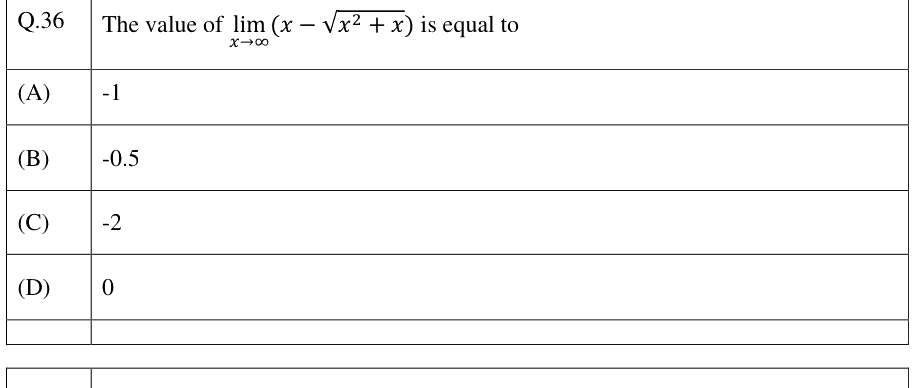 Q.36 The value of lim (x − √x² + x) is equal to
x→∞
(A) -1
(B) -0.5
(C) -2
(D) 0